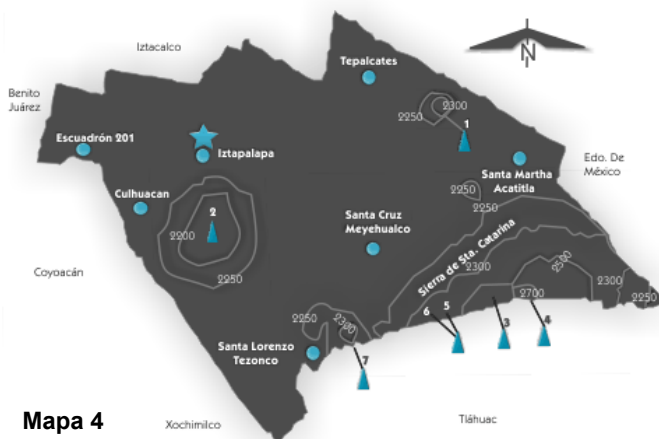 Iztacalco
N
Tepalcates
Benito
Juárez
2300
2250
1
Escuadrón 201
Iztapalapa
Edo. De
México
Santa Martha
Acatitla
Culhuacan
2250
2250
2
Santa Cruz
Meyehualco
2200
Sierra de Sta. Catarina
2500
Coyoacán
2250
2300
2300
2700
2250
6
5
2250
2300
3
4
Santa Lorenzo
Tezonco
7
Mapa 4
Xochimilco
Tláhuac